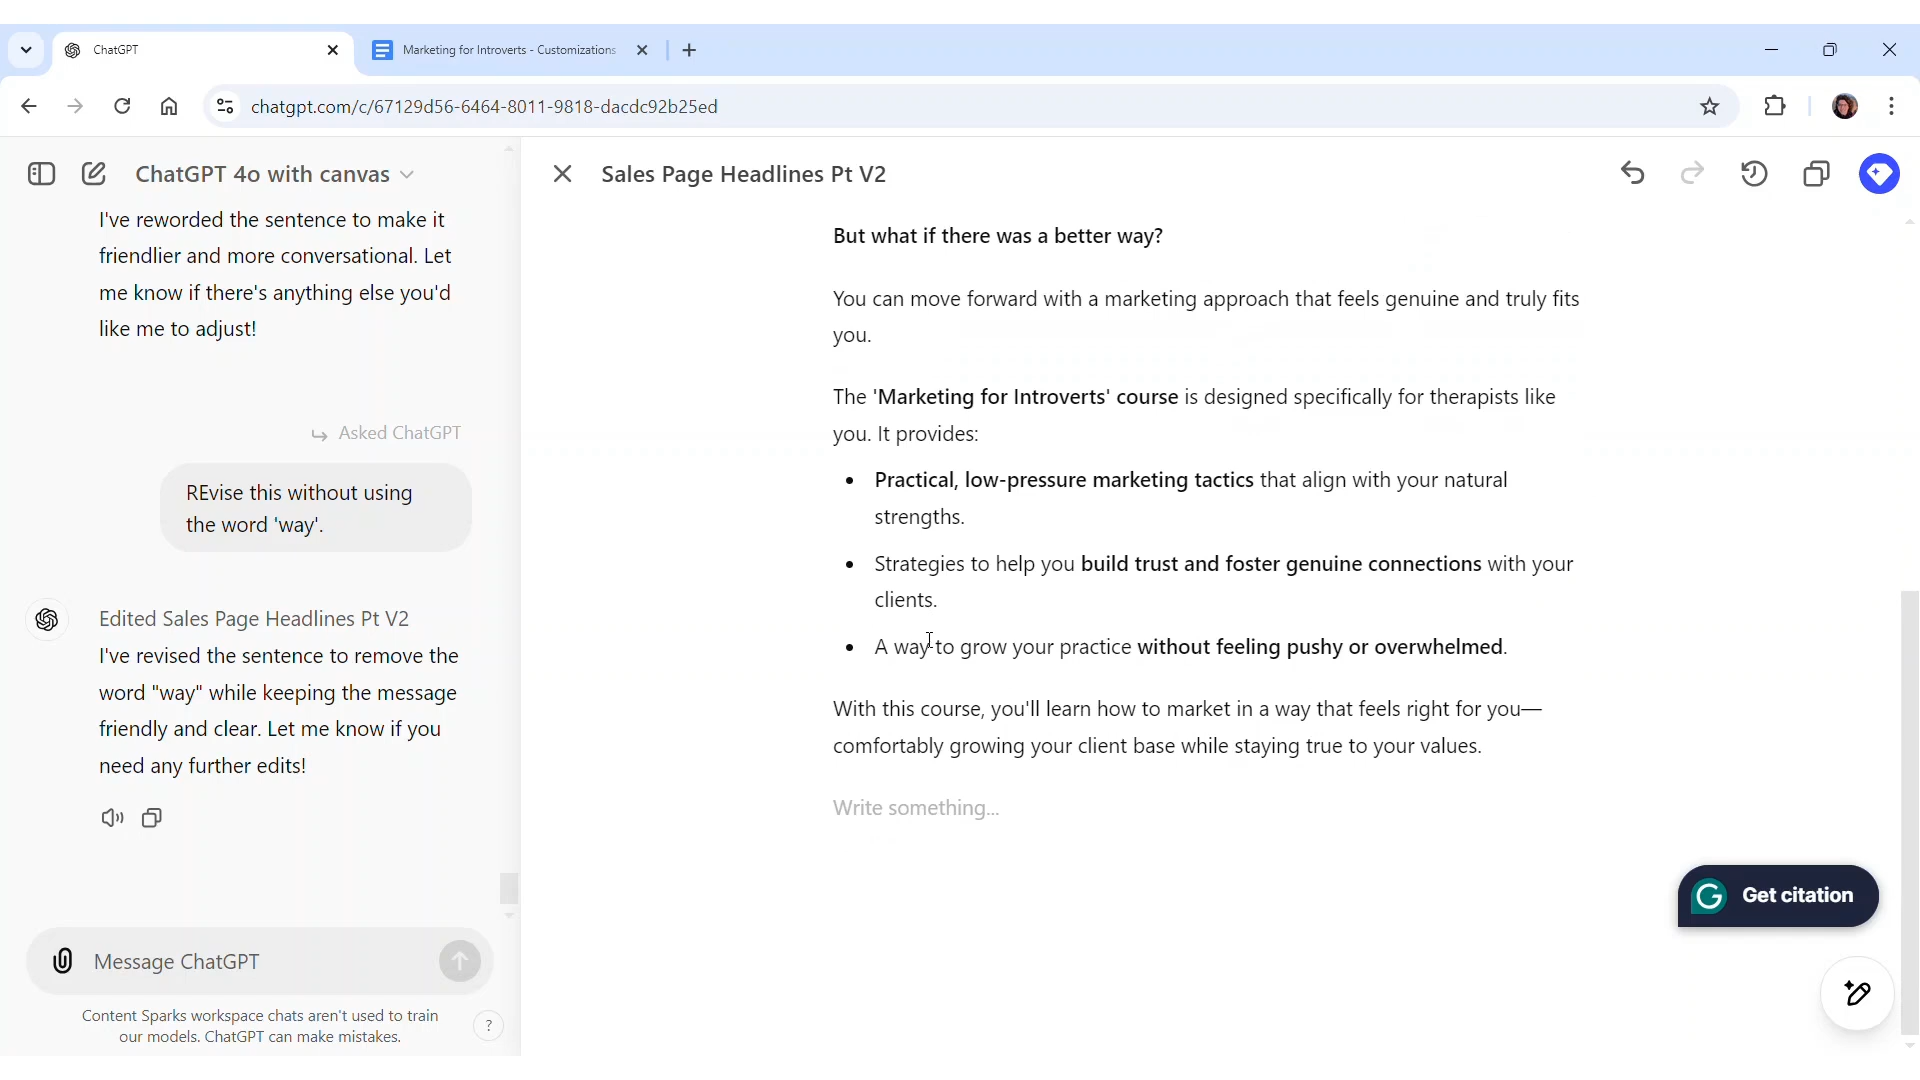 ChatGPT
Marketing for Introverts - Customizations
chatgpt.com/c/67129d56-6464-8011-9818-dacdc92b25ed
ChatGPT 4o with canvas
I've reworded the sentence to make it
friendlier and more conversational. Let
me know if there's anything else you'd
like me to adjust!
Asked ChatGPT
REvise this without using
the word 'way'.
Edited Sales Page Headlines Pt V2
I've revised the sentence to remove the
word "way" while keeping the message
friendly and clear. Let me know if you
need any further edits!
Message ChatGPT
Content Sparks workspace chats aren't used to train
our models. ChatGPT can make mistakes.
?
Sales Page Headlines Pt V2
But what if there was a better way?
You can move forward with a marketing approach that feels genuine and truly fits
you.
The 'Marketing for Introverts' course is designed specifically for therapists like
you. It provides:
Practical, low-pressure marketing tactics that align with your natural
strengths.
Strategies to help you build trust and foster genuine connections with your
clients.
A way to grow your practice without feeling pushy or overwhelmed.
With this course, you'll learn how to market in a way that feels right for you—
comfortably growing your client base while staying true to your values.
Write something...
Get citation